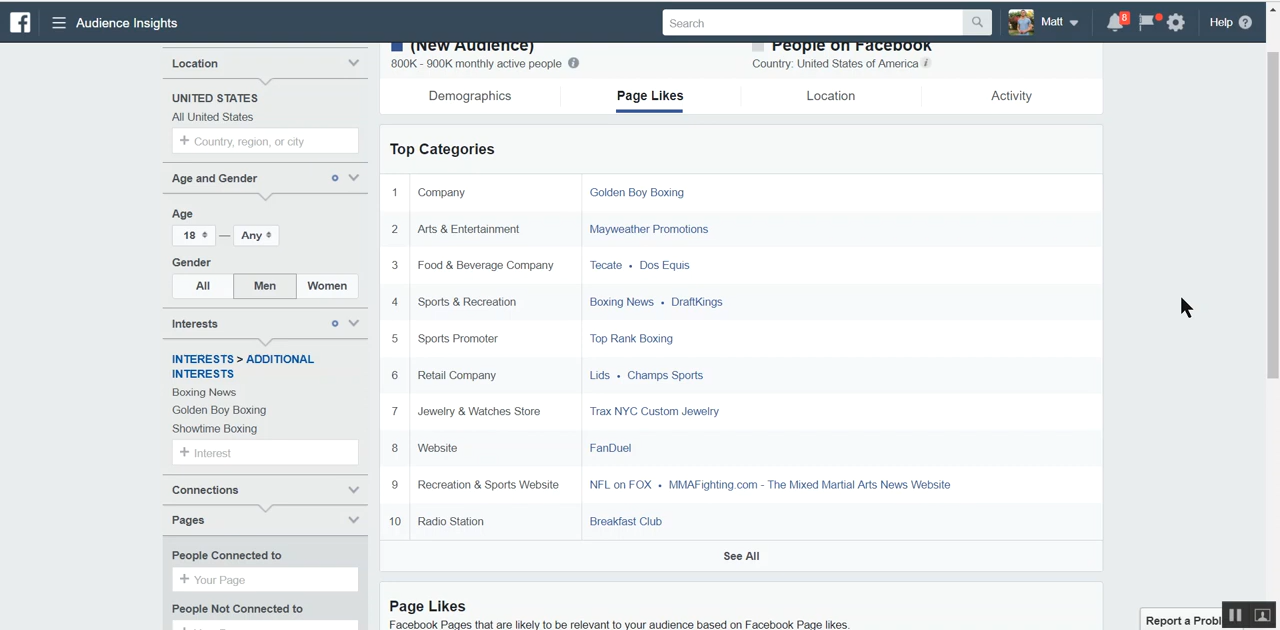 f Audience Insights Search Matt 8 Help ?
Location
UNITED STATES
All United States
+ Country, region, or city
Age and Gender
Age
18 — Any
Gender
All Men Women
Interests
INTERESTS > ADDITIONAL
INTERESTS
Boxing News
Golden Boy Boxing
Showtime Boxing
+ Interest
Connections
Pages
People Connected to
+ Your Page
People Not Connected to
(New Audience)
800K - 900K monthly active people i
People on Facebook
Country: United States of America i
Demographics Page Likes Location Activity
Top Categories
1 Company Golden Boy Boxing
2 Arts & Entertainment Mayweather Promotions
3 Food & Beverage Company Tecate • Dos Equis
4 Sports & Recreation Boxing News • DraftKings
5 Sports Promoter Top Rank Boxing
6 Retail Company Lids • Champs Sports
7 Jewelry & Watches Store Trax NYC Custom Jewelry
8 Website FanDuel
9 Recreation & Sports Website NFL on FOX • MMAFighting.com - The Mixed Martial Arts News Website
10 Radio Station Breakfast Club
See All
Page Likes
Facebook Pages that are likely to be relevant to your audience based on Facebook Page likes.
Report a Probl